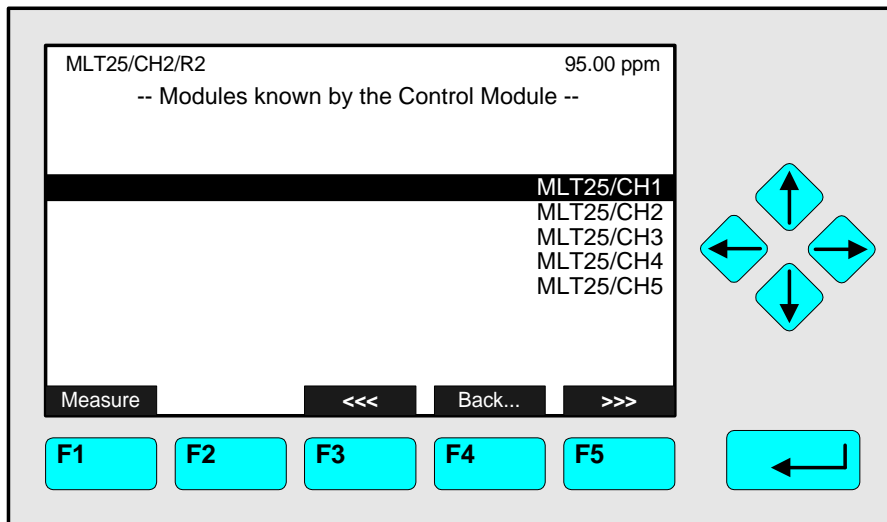 MLT25/CH2/R2 95.00 ppm
-- Modules known by the Control Module --
MLT25/CH1
MLT25/CH2
MLT25/CH3
MLT25/CH4
MLT25/CH5
Measure <<< Back... >>>
F1 F2 F3 F4 F5